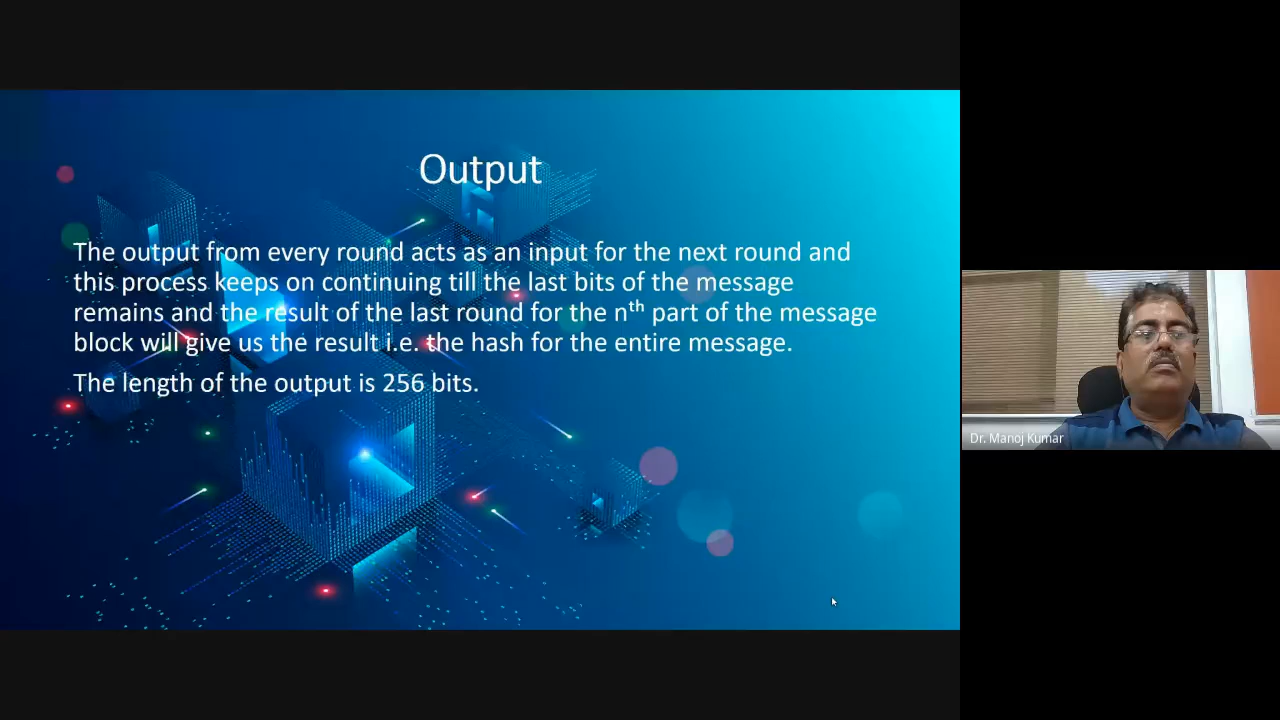 Output
The output from every round acts as an input for the next round and
this process keeps on continuing till the last bits of the message
remains and the result of the last round for the nth part of the message
block will give us the result i.e. the hash for the entire message.
The length of the output is 256 bits.
Dr. Manoj Kumar